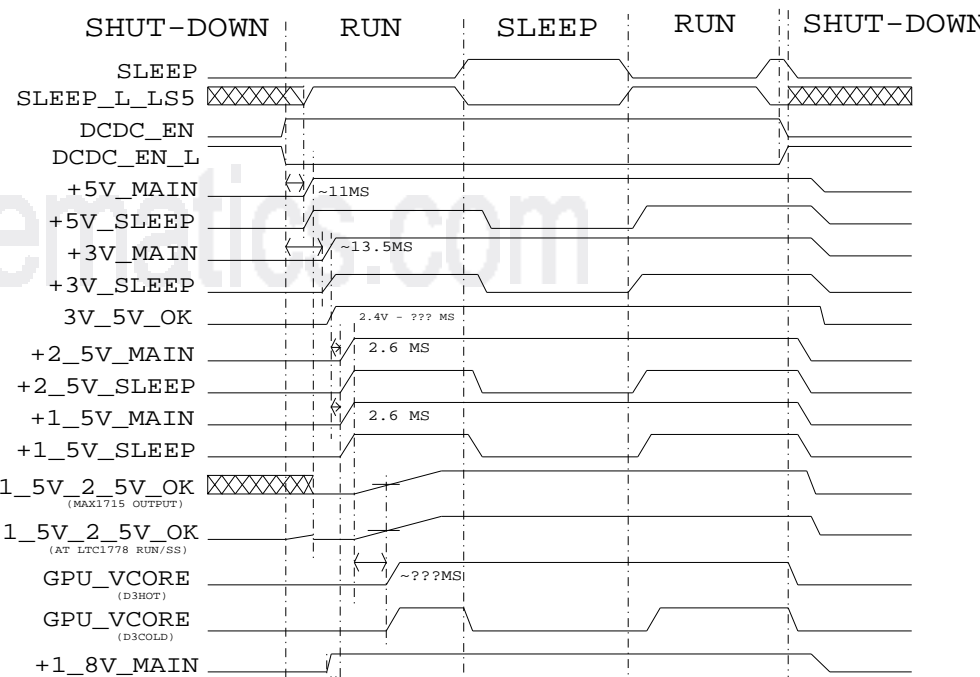 SHUT-DOWN RUN SLEEP RUN SHUT-DOWN
SLEEP
SLEEP_L_LS5
DCDC_EN
DCDC_EN_L
+5V_MAIN ~11MS
+5V_SLEEP
+3V_MAIN ~13.5MS
+3V_SLEEP
3V_5V_OK 2.4V - ??? MS
+2_5V_MAIN 2.6 MS
+2_5V_SLEEP
+1_5V_MAIN 2.6 MS
+1_5V_SLEEP
1_5V_2_5V_OK
(MAX1715 OUTPUT)
1_5V_2_5V_OK
(AT LTC1778 RUN/SS)
GPU_VCORE ~???MS
(D3HOT)
GPU_VCORE
(D3COLD)
+1_8V_MAIN
ematics.com